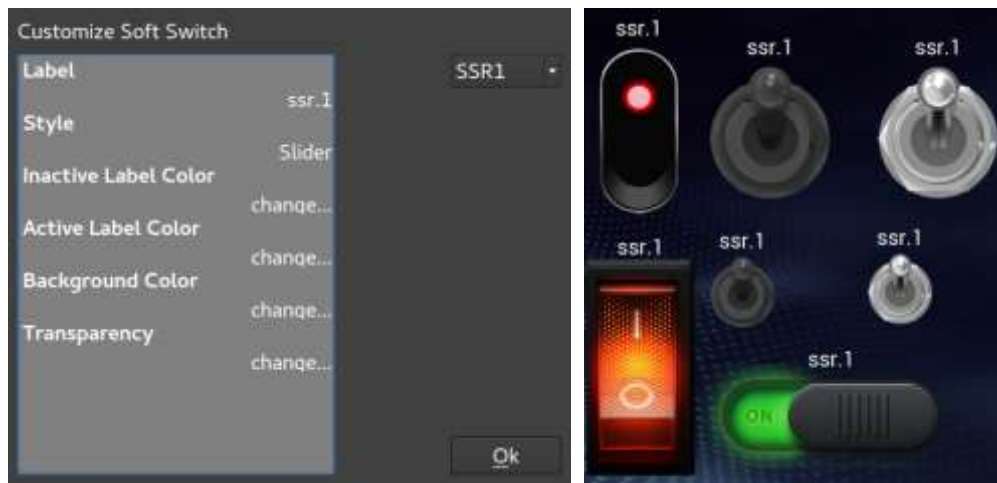 Customize Soft Switch
Label
SSR1
ssr.1
Style
Slider
Inactive Label Color
change...
Active Label Color
change...
Background Color
change...
Transparency
change...
Ok
ssr.1
ssr.1
ssr.1
ssr.1
ssr.1
ssr.1
ssr.1
ON